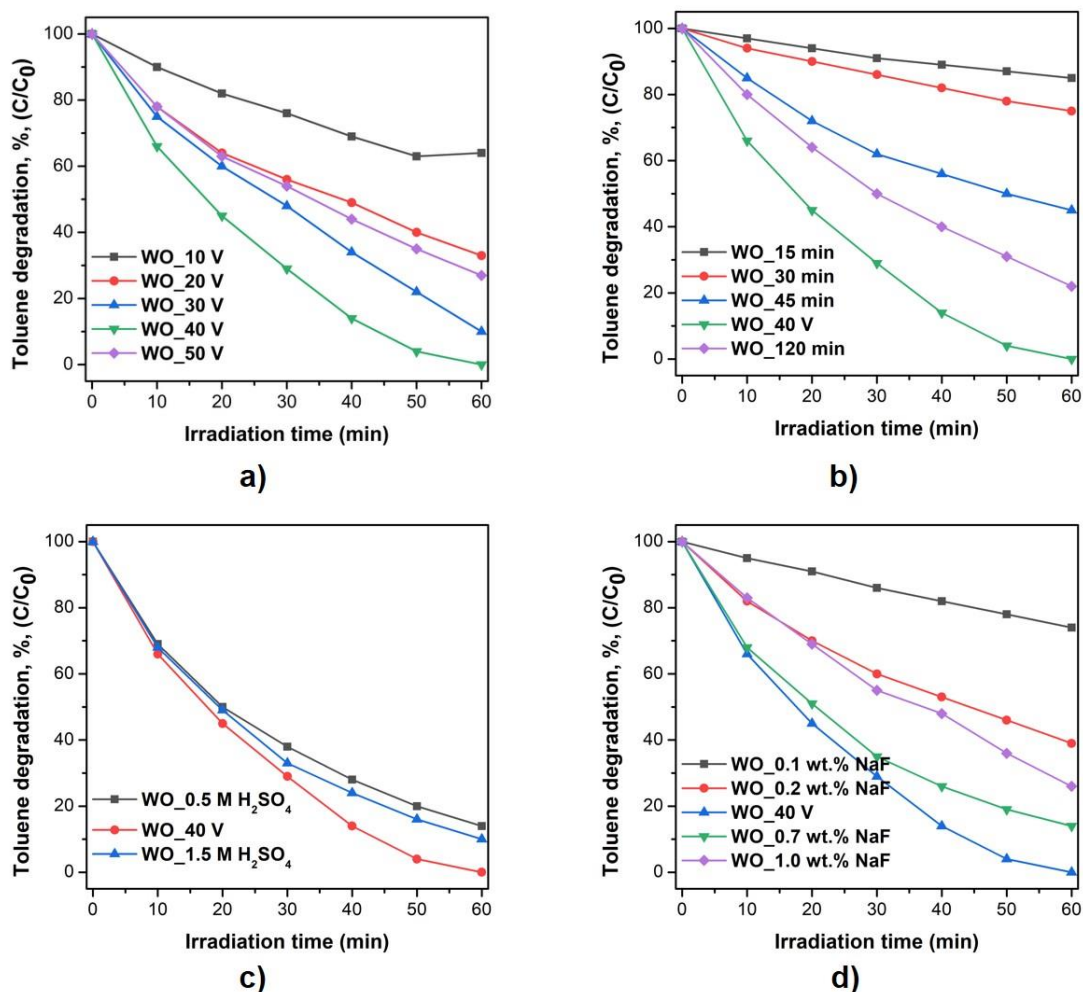 Toluene degradation, %, (C/C₀)
100
80
60
40
20
0
WO_10 V
WO_20 V
WO_30 V
WO_40 V
WO_50 V
0 10 20 30 40 50 60
Irradiation time (min)
a)
Toluene degradation, %, (C/C₀)
100
80
60
40
20
0
WO_15 min
WO_30 min
WO_45 min
WO_40 V
WO_120 min
0 10 20 30 40 50 60
Irradiation time (min)
b)
Toluene degradation, %, (C/C₀)
100
80
60
40
20
0
WO_0.5 M H₂SO₄
WO_40 V
WO_1.5 M H₂SO₄
0 10 20 30 40 50 60
Irradiation time (min)
c)
Toluene degradation, %, (C/C₀)
100
80
60
40
20
0
WO_0.1 wt.% NaF
WO_0.2 wt.% NaF
WO_40 V
WO_0.7 wt.% NaF
WO_1.0 wt.% NaF
0 10 20 30 40 50 60
Irradiation time (min)
d)